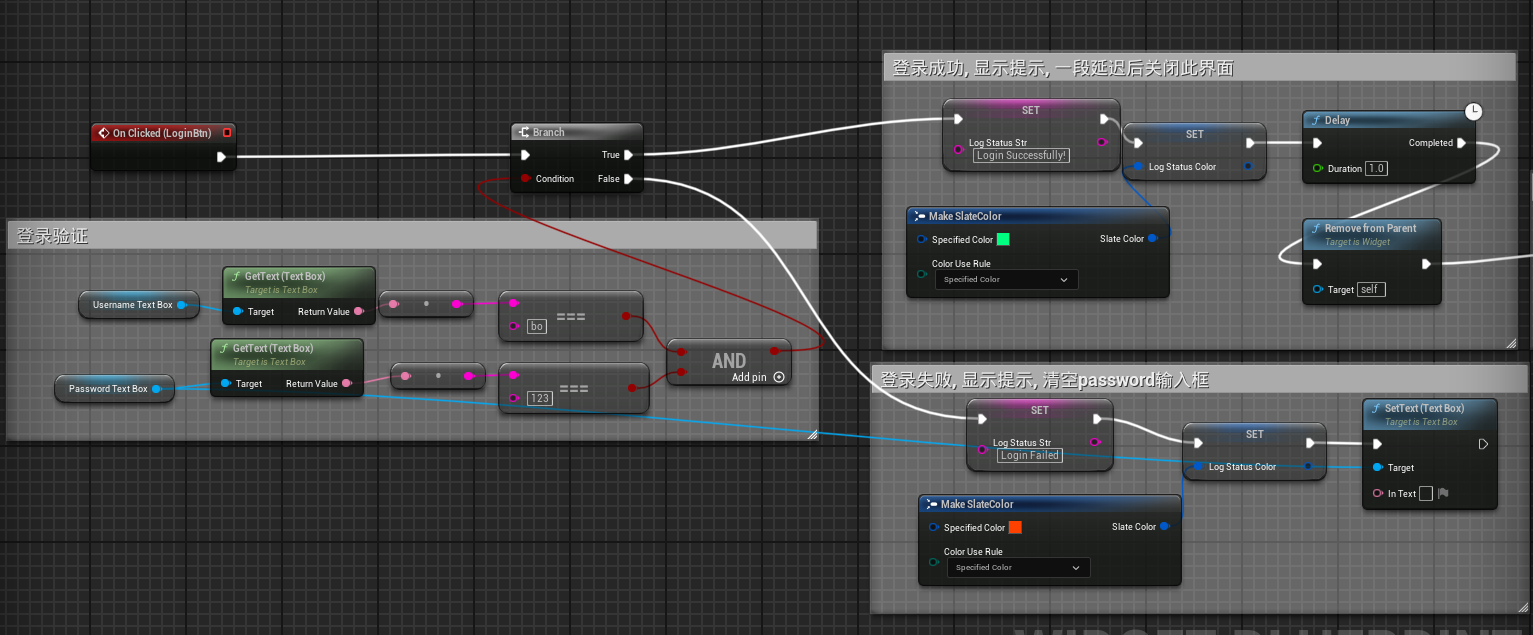 On Clicked (LoginBtn)
Branch
True
Condition
False
登录验证
Username Text Box
GetText (Text Box)
Target is Text Box
Target
Return Value
===
bo
Password Text Box
GetText (Text Box)
Target is Text Box
Target
Return Value
===
123
AND
Add pin
登录成功, 显示提示, 一段延迟后关闭此界面
SET
Log Status Str
Login Successfully!
SET
Log Status Color
Delay
Completed
Duration
1.0
Make SlateColor
Specified Color
Slate Color
Color Use Rule
Specified Color
Remove from Parent
Target is Widget
Target
self
登录失败, 显示提示, 清空password输入框
SET
Log Status Str
Login Failed
SET
Log Status Color
SetText (Text Box)
Target is Text Box
Target
In Text
Make SlateColor
Specified Color
Slate Color
Color Use Rule
Specified Color